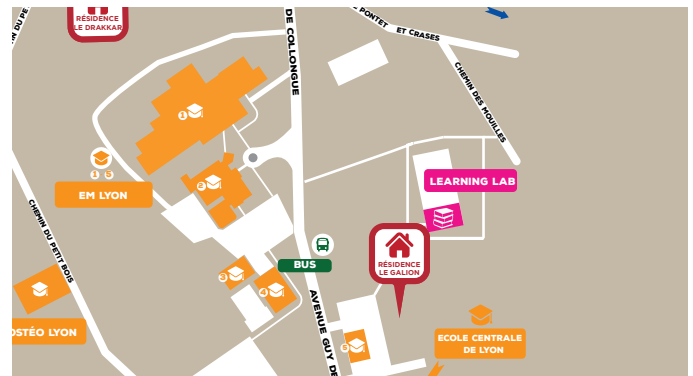 RÉSIDENCE
LE DRAKKAR
DE COLLONGUE
PONTET ET CRASES
CHEMIN DES MOUILLES
1
1 5
EM LYON
2
LEARNING LAB
CHEMIN DU PETIT BOIS
BUS
RÉSIDENCE
LE GALION
3
4
AVENUE GUY DE
OSTÉO LYON
5
ECOLE CENTRALE
DE LYON